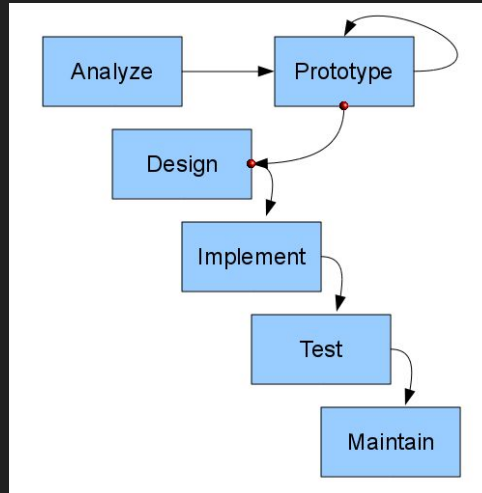 Analyze
Prototype
Design
Implement
Test
Maintain